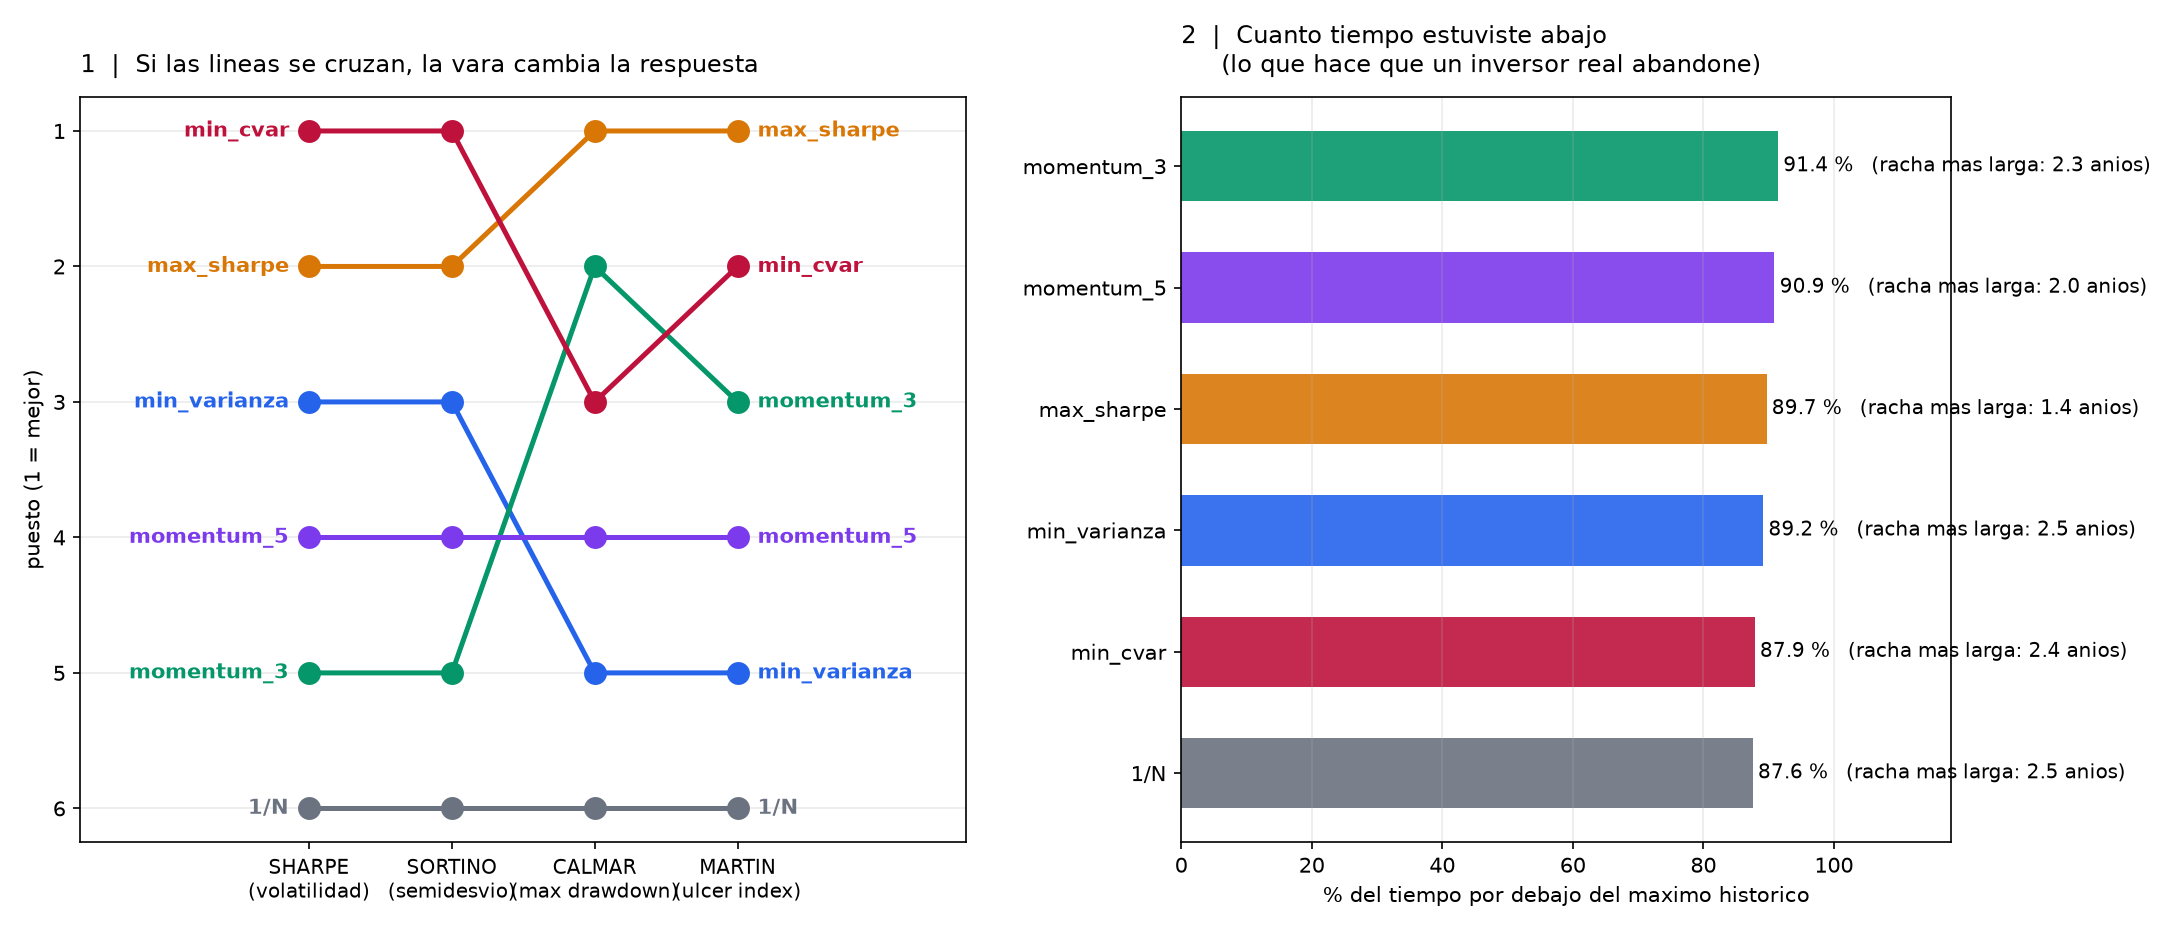 1  |  Si las lineas se cruzan, la vara cambia la respuesta
puesto (1 = mejor)
1
2
3
4
5
6
min_cvar
max_sharpe
min_varianza
momentum_5
momentum_3
1/N
max_sharpe
min_cvar
momentum_3
momentum_5
min_varianza
1/N
SHARPE
(volatilidad)
SORTINO
(semidesvio)
CALMAR
(max drawdown)
MARTIN
(ulcer index)
2  |  Cuanto tiempo estuviste abajo
(lo que hace que un inversor real abandone)
momentum_3 91.4 %   (racha mas larga: 2.3 anios)
momentum_5 90.9 %   (racha mas larga: 2.0 anios)
max_sharpe 89.7 %   (racha mas larga: 1.4 anios)
min_varianza 89.2 %   (racha mas larga: 2.5 anios)
min_cvar 87.9 %   (racha mas larga: 2.4 anios)
1/N 87.6 %   (racha mas larga: 2.5 anios)
0 20 40 60 80 100
% del tiempo por debajo del maximo historico